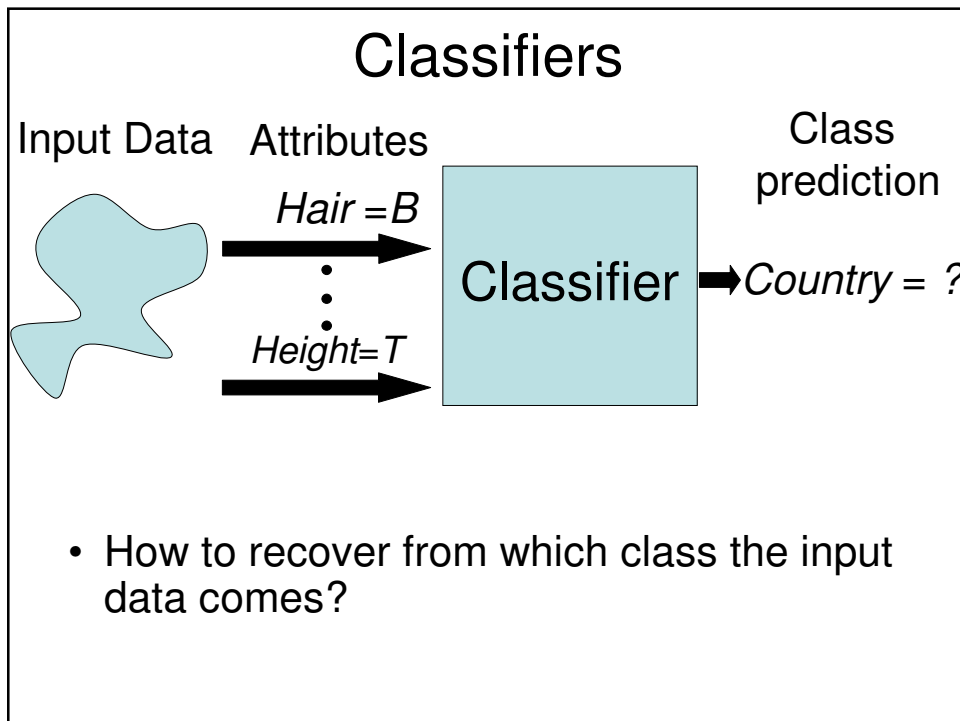 Classifiers
Input Data
Attributes
Class
prediction
Hair =B
Classifier
Country = ?
Height=T
• How to recover from which class the input
data comes?